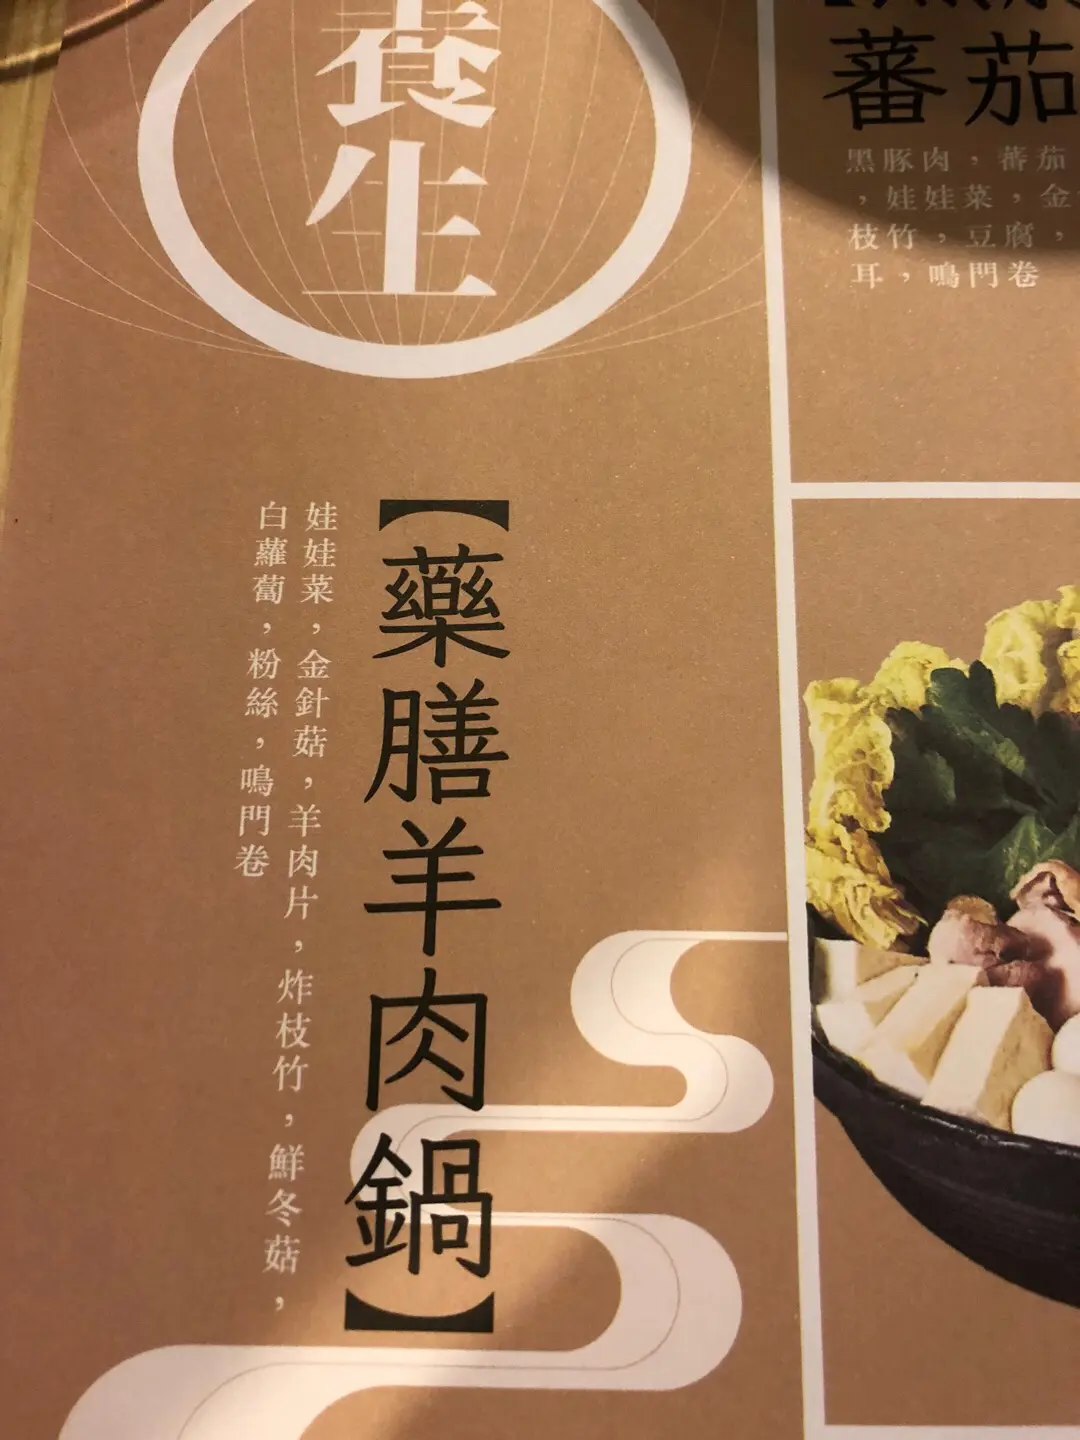 養生
【藥膳羊肉鍋】
娃娃菜，金針菇，羊肉片，炸枝竹，鮮冬菇，
白蘿蔔，粉絲，鳴門卷
蕃茄
黑豚肉，蕃茄
，娃娃菜，金
枝竹，豆腐，
耳，鳴門卷